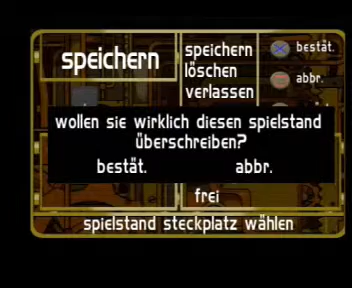 speichern
speichern
löschen
verlassen
bestät.
abbr.
wollen sie wirklich diesen spielstand
überschreiben?
bestät. abbr.
frei
spielstand steckplatz wählen